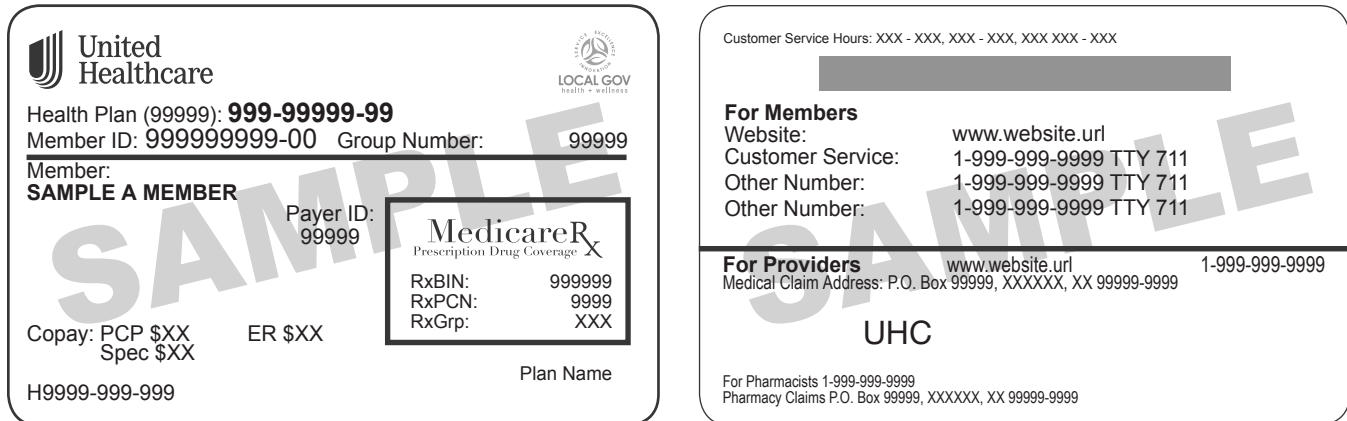 United
Healthcare
SERVICE EXCELLENCE INNOVATION
LOCAL GOV
health + wellness
Health Plan (99999): 999-99999-99
Member ID: 999999999-00 Group Number: 99999
Member:
SAMPLE A MEMBER
Payer ID:
99999
SAMPLE
MedicareRx
Prescription Drug Coverage
RxBIN: 999999
RxPCN: 9999
RxGrp: XXX
Copay: PCP $XX ER $XX
Spec $XX
Plan Name
H9999-999-999
Customer Service Hours: XXX - XXX, XXX - XXX, XXX XXX - XXX
For Members
Website: www.website.url
Customer Service: 1-999-999-9999 TTY 711
Other Number: 1-999-999-9999 TTY 711
Other Number: 1-999-999-9999 TTY 711
SAMPLE
For Providers www.website.url 1-999-999-9999
Medical Claim Address: P.O. Box 99999, XXXXXX, XX 99999-9999
UHC
For Pharmacists 1-999-999-9999
Pharmacy Claims P.O. Box 99999, XXXXXX, XX 99999-9999